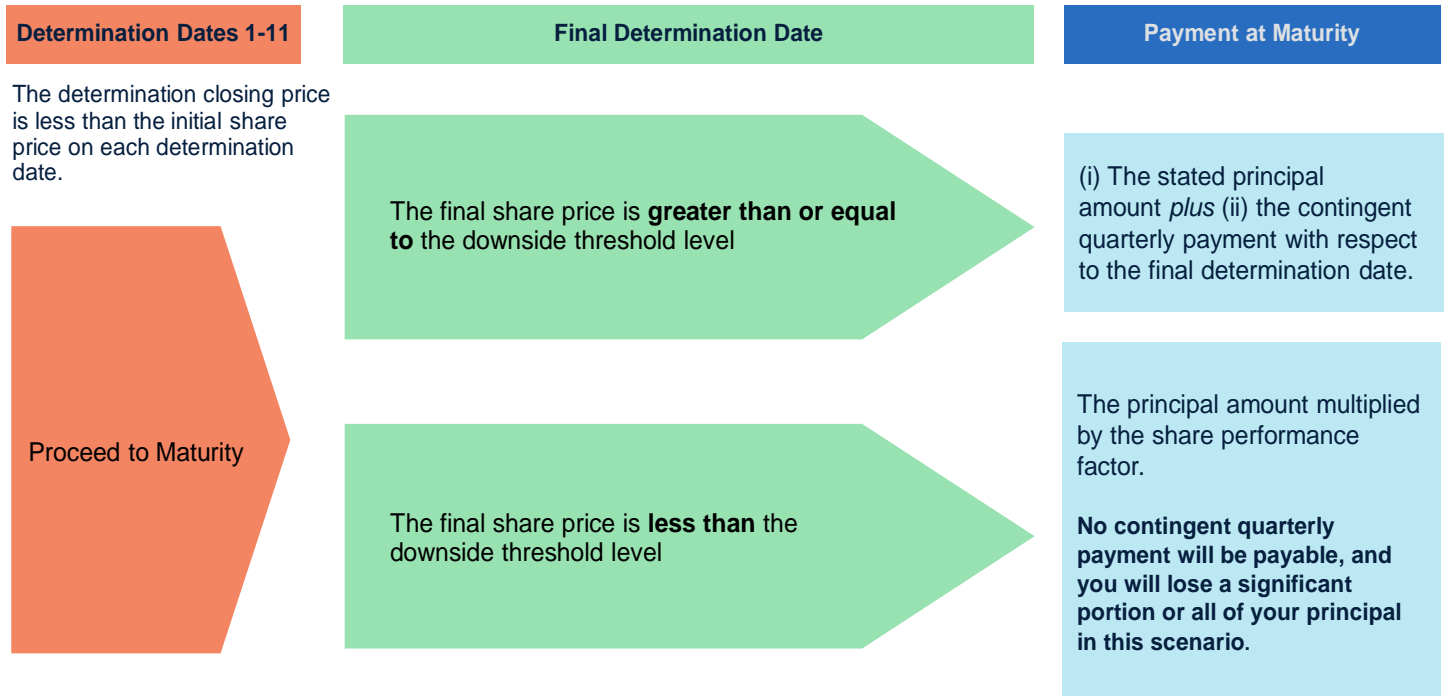 Determination Dates 1-11
Final Determination Date
Payment at Maturity
The determination closing price
is less than the initial share
price on each determination
date.
Proceed to Maturity
The final share price is greater than or equal
to the downside threshold level
(i) The stated principal
amount plus (ii) the contingent
quarterly payment with respect
to the final determination date.
The final share price is less than the
downside threshold level
The principal amount multiplied
by the share performance
factor.
No contingent quarterly
payment will be payable, and
you will lose a significant
portion or all of your principal
in this scenario.